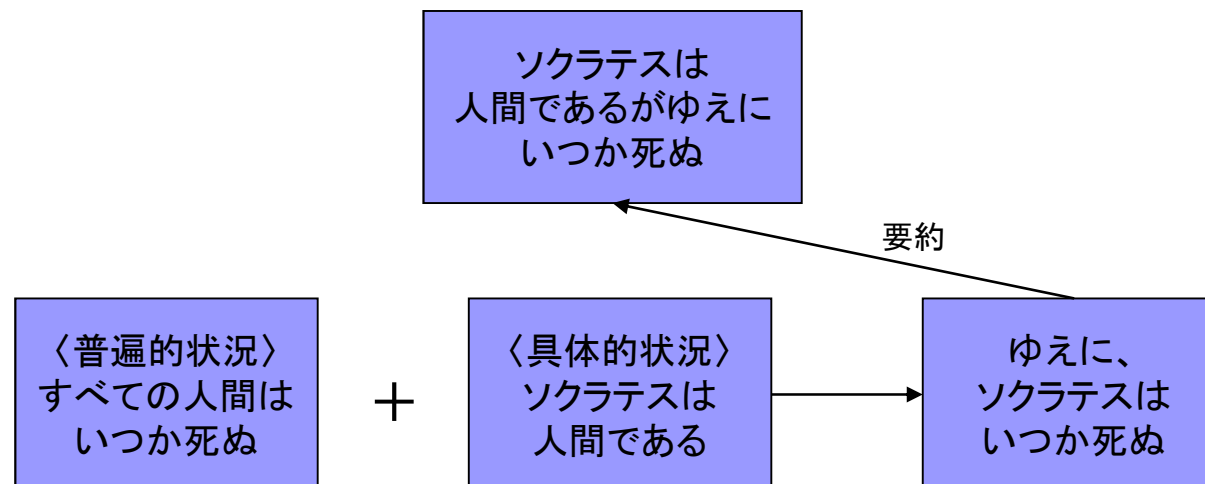 ソクラテスは
人間であるがゆえに
いつか死ぬ
要約
〈普遍的状況〉
すべての人間は
いつか死ぬ
＋
〈具体的状況〉
ソクラテスは
人間である
ゆえに、
ソクラテスは
いつか死ぬ